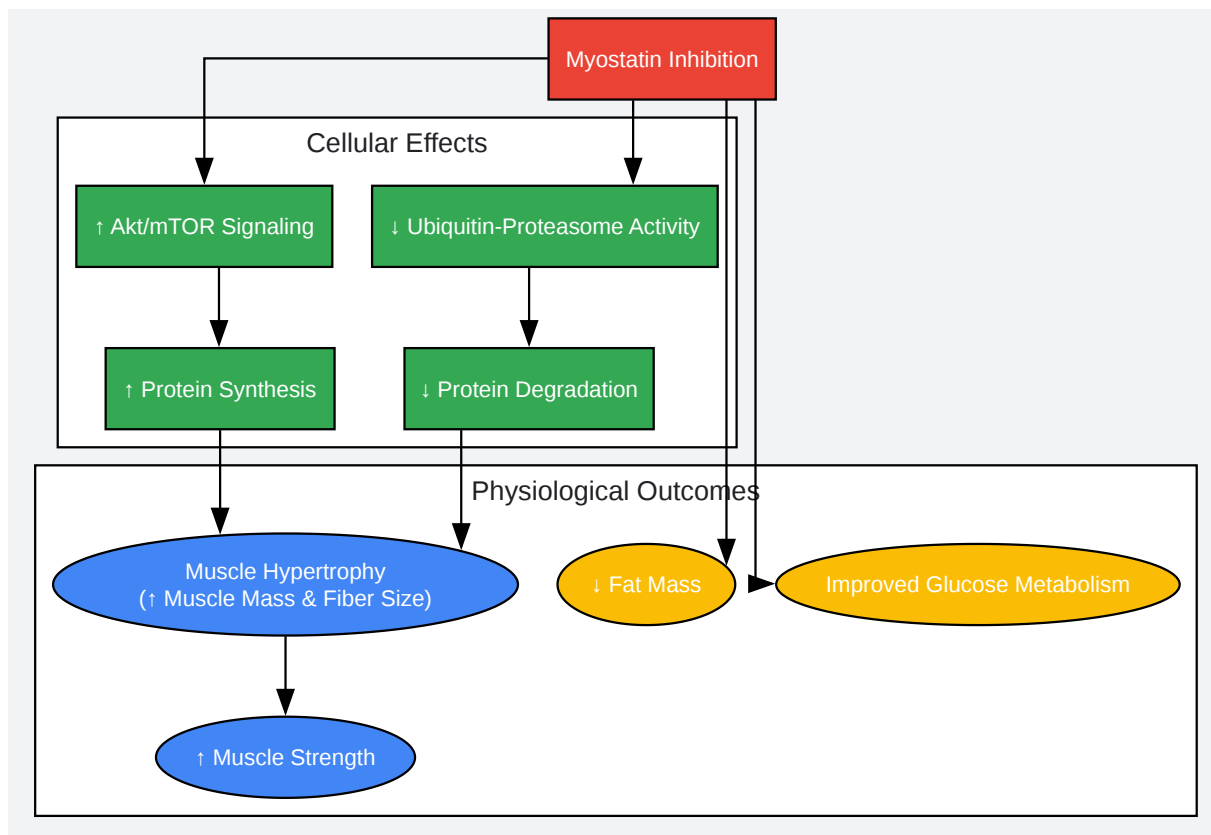 Myostatin Inhibition
Cellular Effects
↑ Akt/mTOR Signaling
↓ Ubiquitin-Proteasome Activity
↑ Protein Synthesis
↓ Protein Degradation
Physiological Outcomes
Muscle Hypertrophy
(↑ Muscle Mass & Fiber Size)
↓ Fat Mass
Improved Glucose Metabolism
↑ Muscle Strength